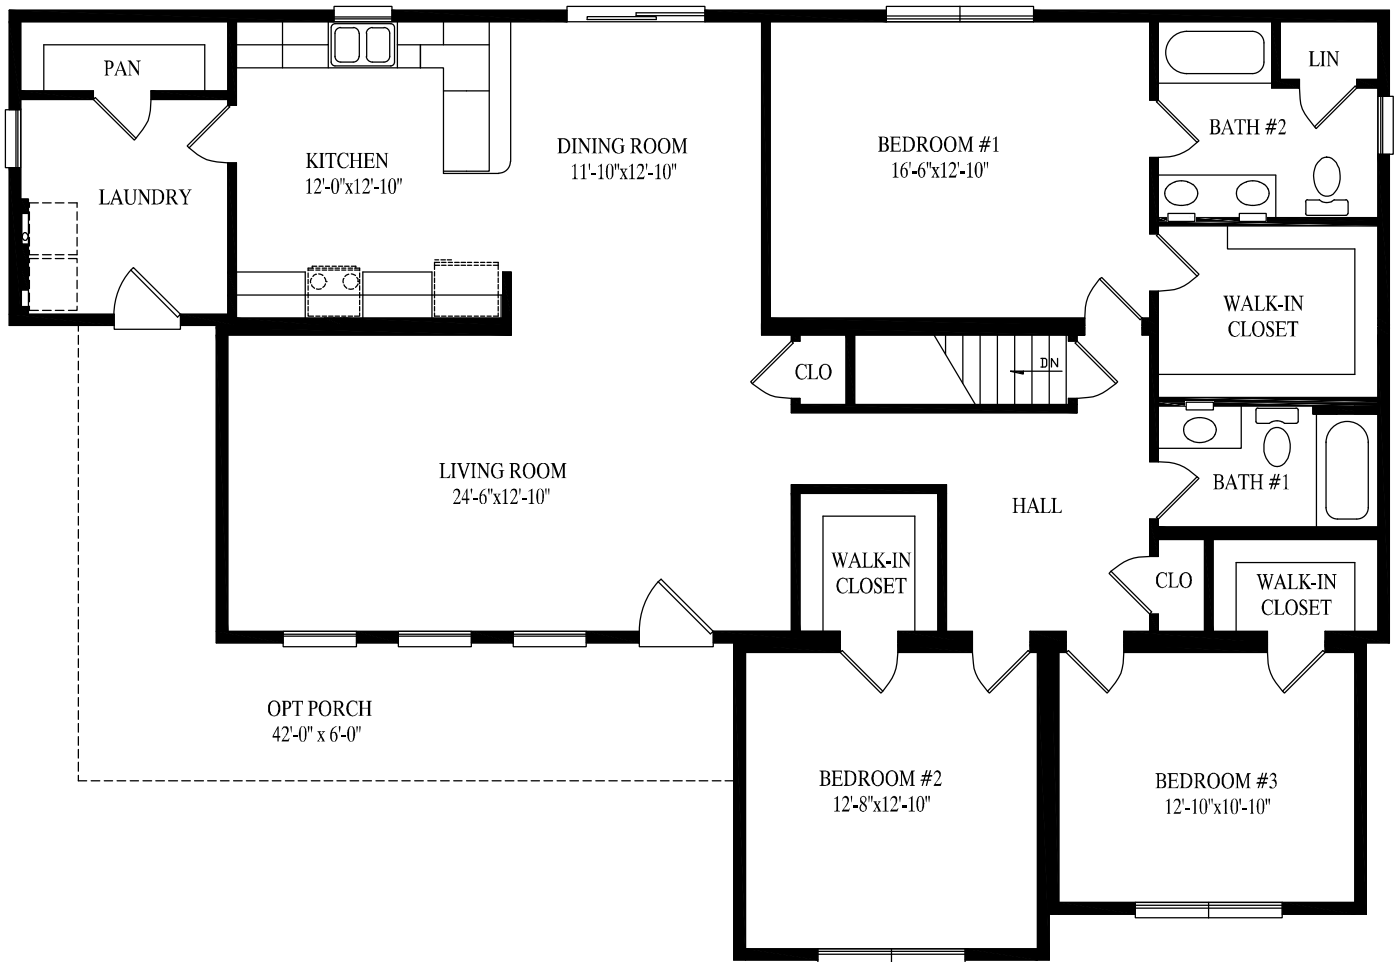 PAN
LAUNDRY
KITCHEN
12'-0"x12'-10"
DINING ROOM
11'-10"x12'-10"
BEDROOM #1
16'-6"x12'-10"
LIN
BATH #2
WALK-IN
CLOSET
CLO
DN
LIVING ROOM
24'-6"x12'-10"
HALL
BATH #1
WALK-IN
CLOSET
CLO
WALK-IN
CLOSET
OPT PORCH
42'-0" x 6'-0"
BEDROOM #2
12'-8"x12'-10"
BEDROOM #3
12'-10"x10'-10"